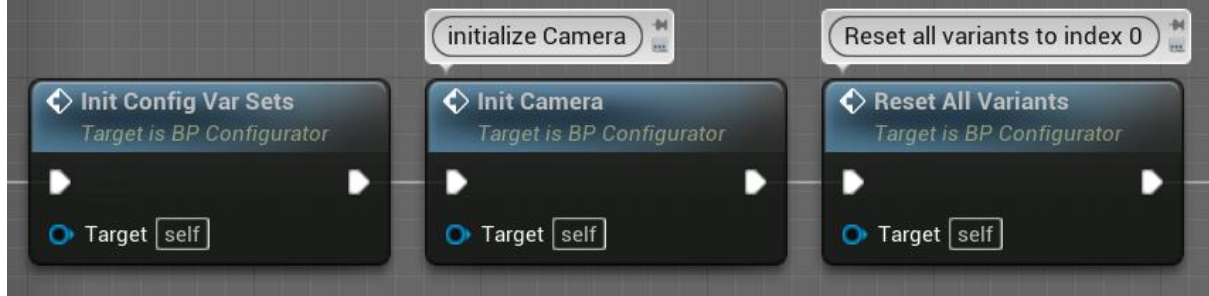 initialize Camera
Reset all variants to index 0
Init Config Var Sets
Target is BP Configurator
Init Camera
Target is BP Configurator
Reset All Variants
Target is BP Configurator
Target self
Target self
Target self